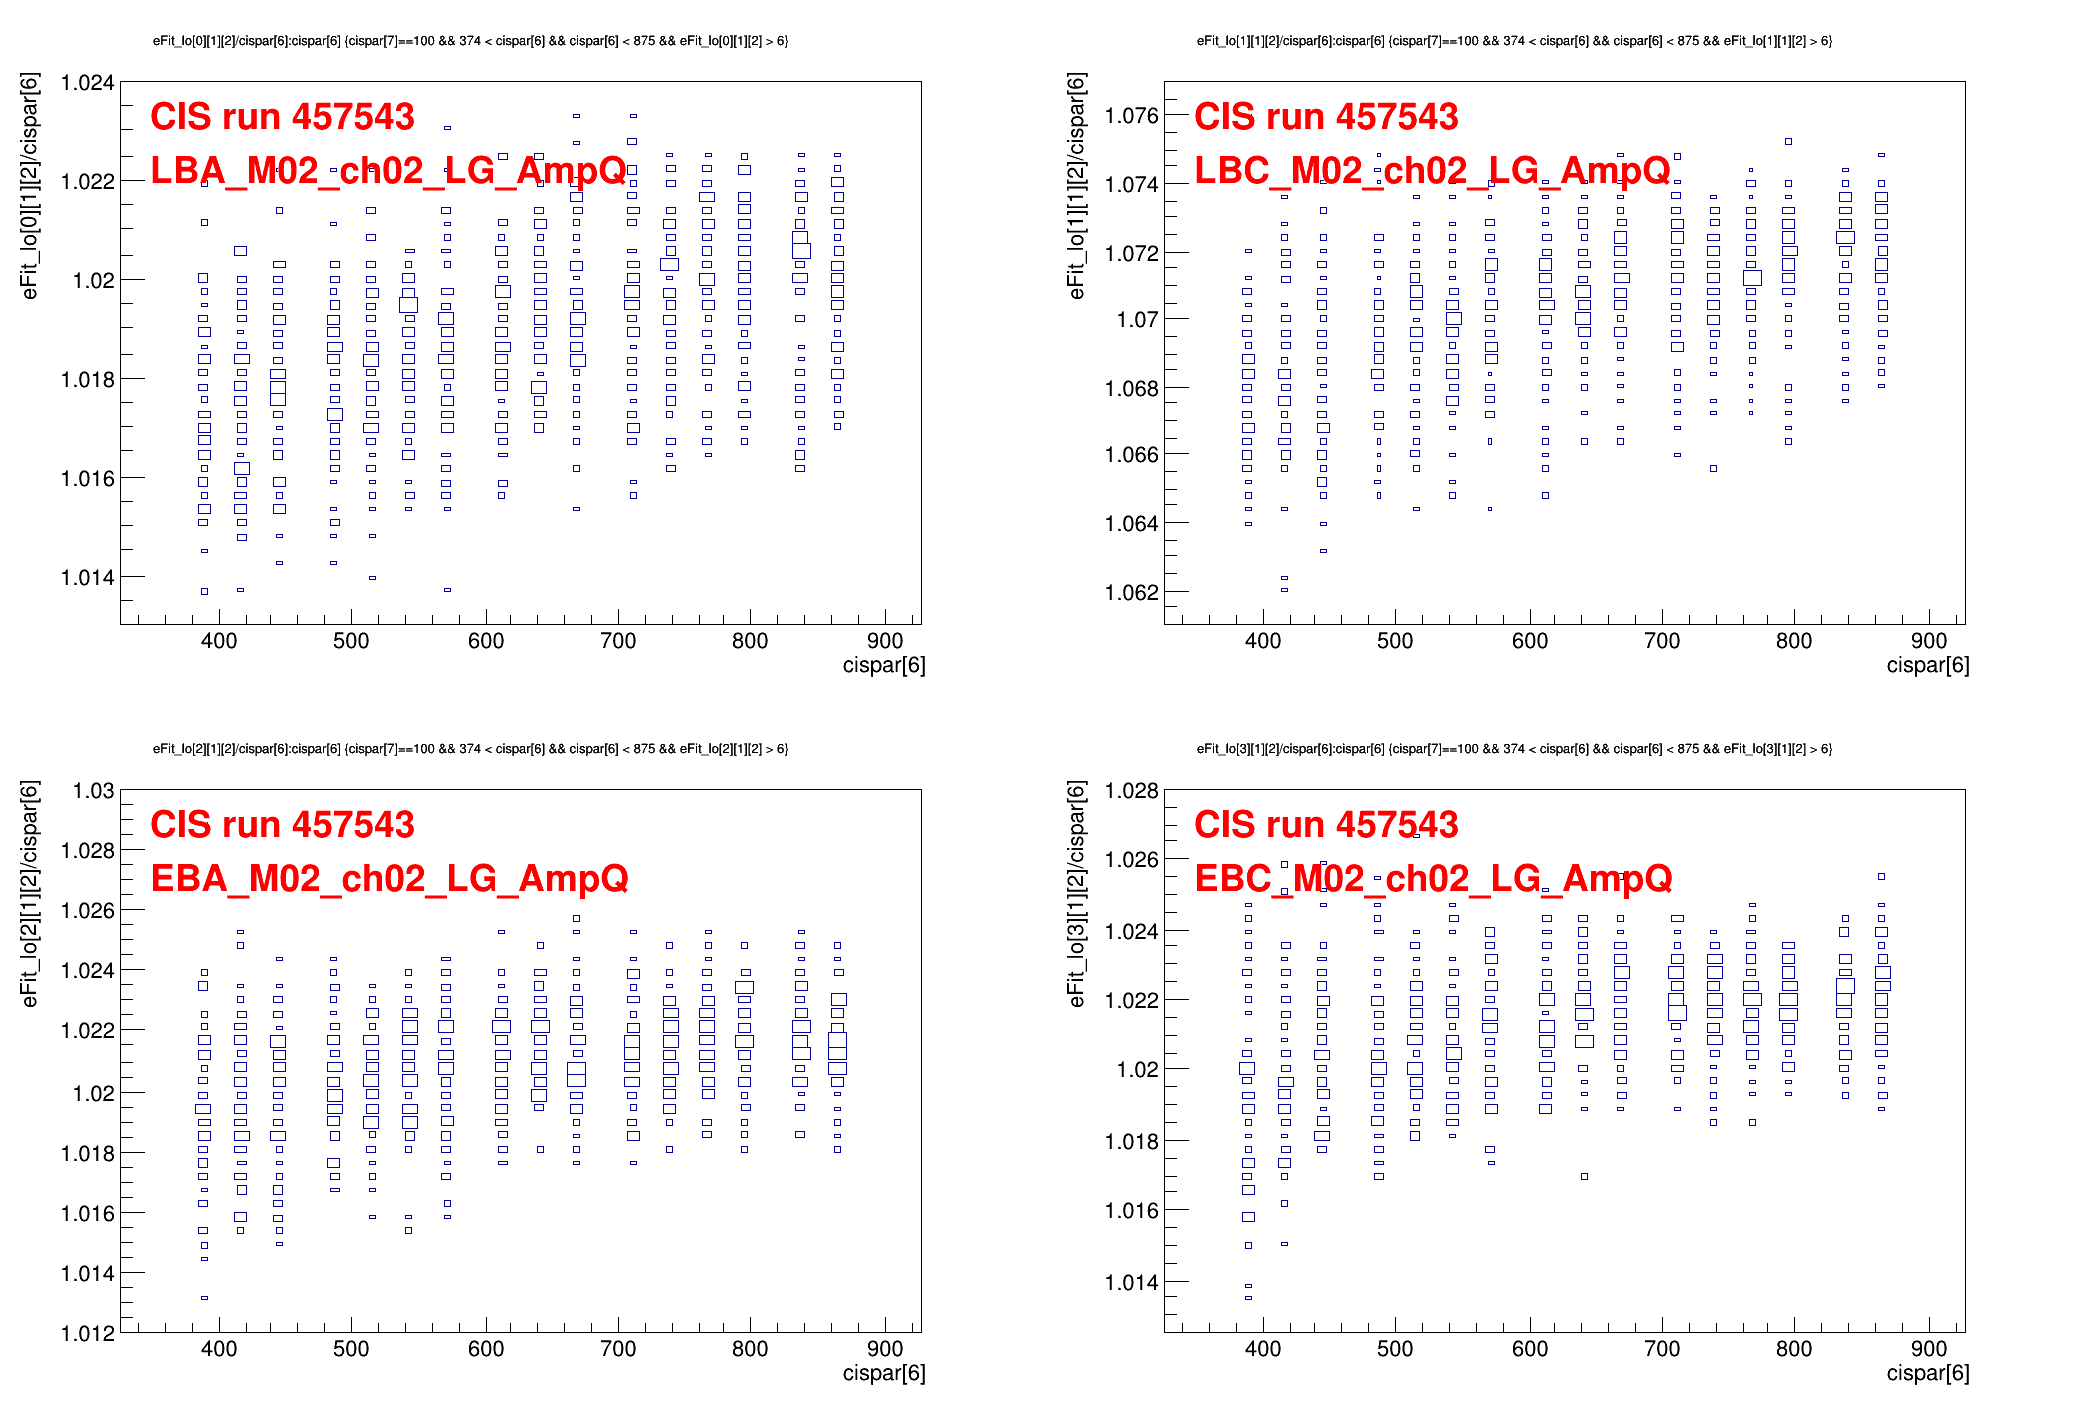 eFit_lo[0][1][2]/cispar[6]:cispar[6] {cispar[7]==100 && 374 < cispar[6] && cispar[6] < 875 && eFit_lo[0][1][2] > 6}
eFit_lo[0][1][2]/cispar[6]
CIS run 457543
LBA_M02_ch02_LG_AmpQ
1.024
1.022
1.02
1.018
1.016
1.014
400 500 600 700 800 900
cispar[6]
eFit_lo[1][1][2]/cispar[6]:cispar[6] {cispar[7]==100 && 374 < cispar[6] && cispar[6] < 875 && eFit_lo[1][1][2] > 6}
eFit_lo[1][1][2]/cispar[6]
CIS run 457543
LBC_M02_ch02_LG_AmpQ
1.076
1.074
1.072
1.07
1.068
1.066
1.064
1.062
400 500 600 700 800 900
cispar[6]
eFit_lo[2][1][2]/cispar[6]:cispar[6] {cispar[7]==100 && 374 < cispar[6] && cispar[6] < 875 && eFit_lo[2][1][2] > 6}
eFit_lo[2][1][2]/cispar[6]
CIS run 457543
EBA_M02_ch02_LG_AmpQ
1.03
1.028
1.026
1.024
1.022
1.02
1.018
1.016
1.014
1.012
400 500 600 700 800 900
cispar[6]
eFit_lo[3][1][2]/cispar[6]:cispar[6] {cispar[7]==100 && 374 < cispar[6] && cispar[6] < 875 && eFit_lo[3][1][2] > 6}
eFit_lo[3][1][2]/cispar[6]
CIS run 457543
EBC_M02_ch02_LG_AmpQ
1.028
1.026
1.024
1.022
1.02
1.018
1.016
1.014
400 500 600 700 800 900
cispar[6]